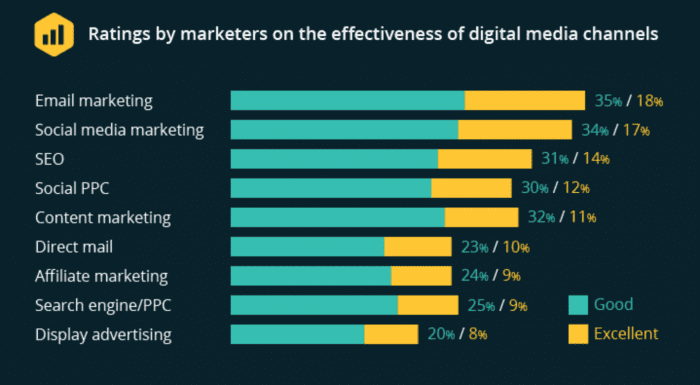 Ratings by marketers on the effectiveness of digital media channels
Email marketing 35% / 18%
Social media marketing 34% / 17%
SEO 31% / 14%
Social PPC 30% / 12%
Content marketing 32% / 11%
Direct mail 23% / 10%
Affiliate marketing 24% / 9%
Search engine/PPC 25% / 9% Good
Display advertising 20% / 8% Excellent